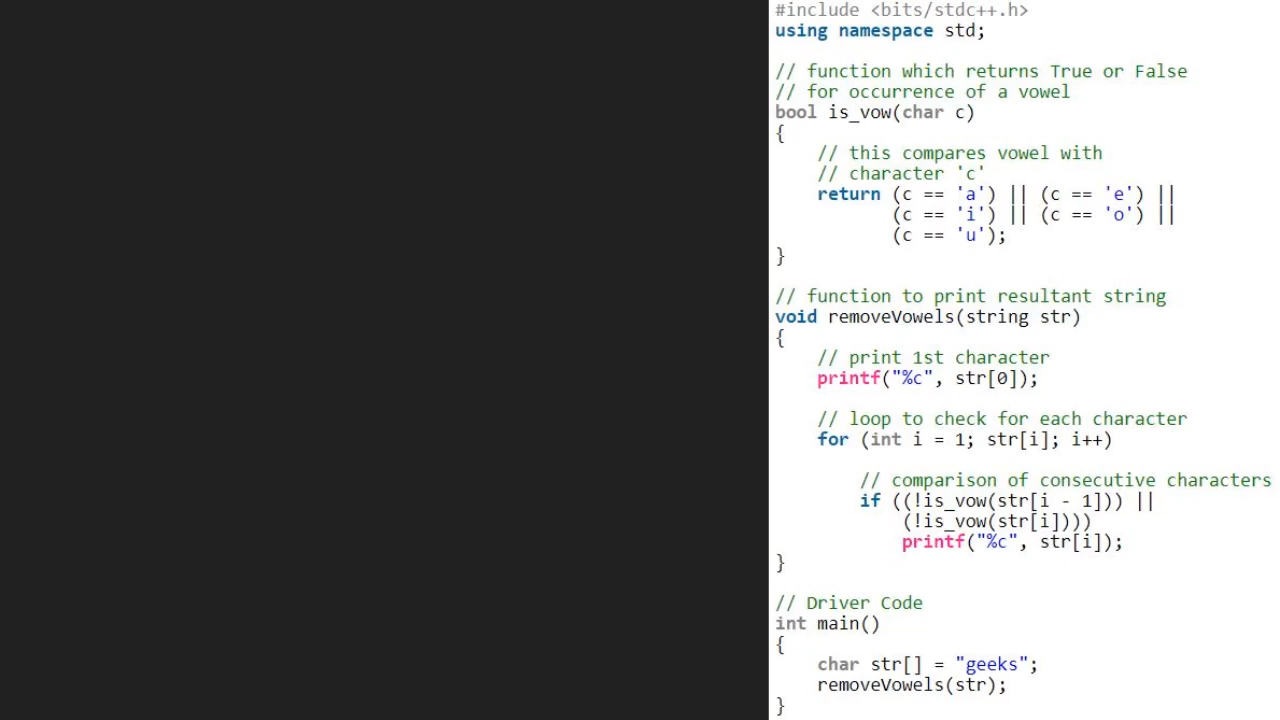 #include <bits/stdc++.h>
using namespace std;

// function which returns True or False
// for occurrence of a vowel
bool is_vow(char c)
{
    // this compares vowel with
    // character 'c'
    return (c == 'a') || (c == 'e') ||
           (c == 'i') || (c == 'o') ||
           (c == 'u');
}

// function to print resultant string
void removeVowels(string str)
{
    // print 1st character
    printf("%c", str[0]);

    // loop to check for each character
    for (int i = 1; str[i]; i++)

        // comparison of consecutive characters
        if ((!is_vow(str[i - 1])) ||
            (!is_vow(str[i])))
            printf("%c", str[i]);
}

// Driver Code
int main()
{
    char str[] = "geeks";
    removeVowels(str);
}